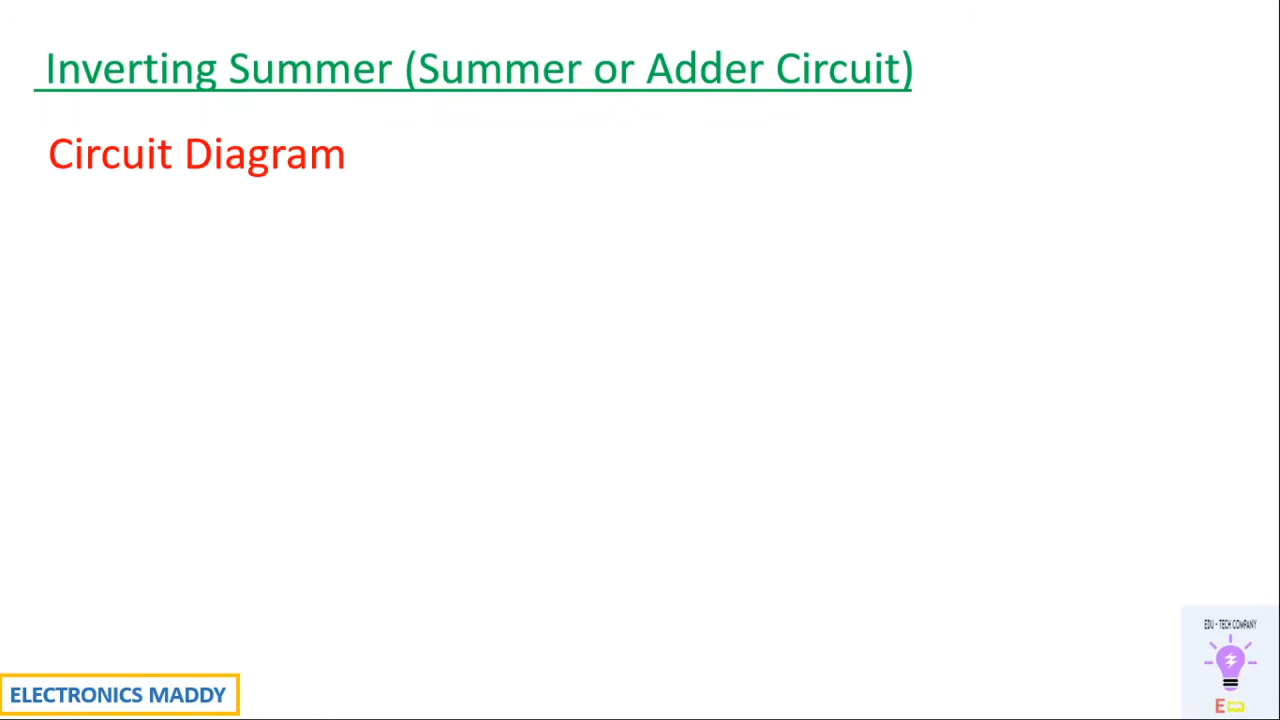 Inverting Summer (Summer or Adder Circuit)
Circuit Diagram
EDU - TECH COMPANY
ELECTRONICS MADDY
E